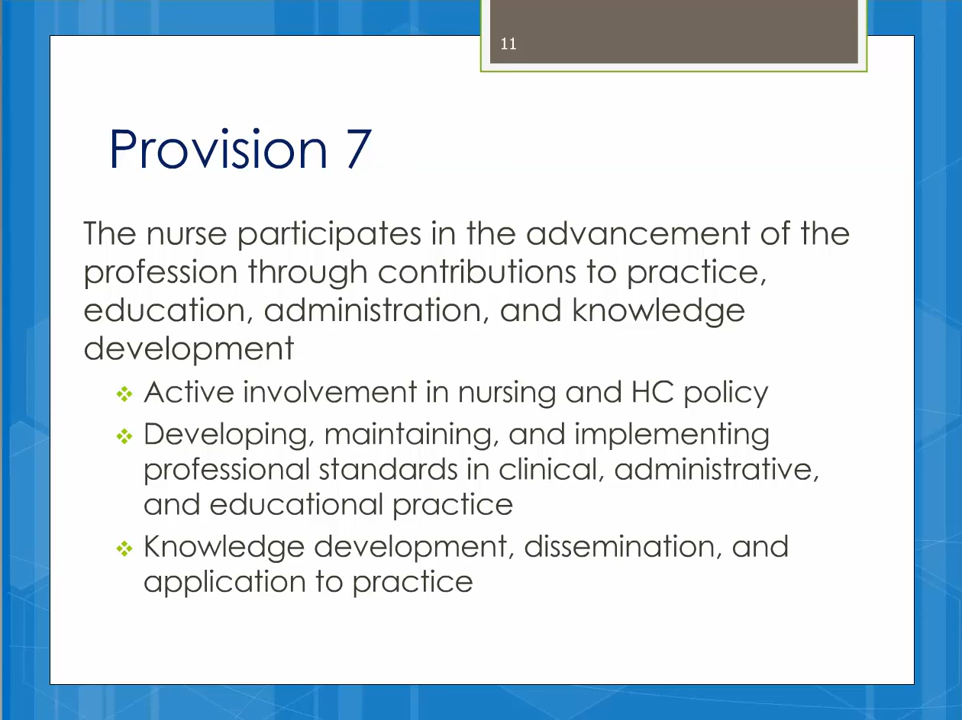 11
Provision 7
The nurse participates in the advancement of the
profession through contributions to practice,
education, administration, and knowledge
development
Active involvement in nursing and HC policy
Developing, maintaining, and implementing
professional standards in clinical, administrative,
and educational practice
Knowledge development, dissemination, and
application to practice